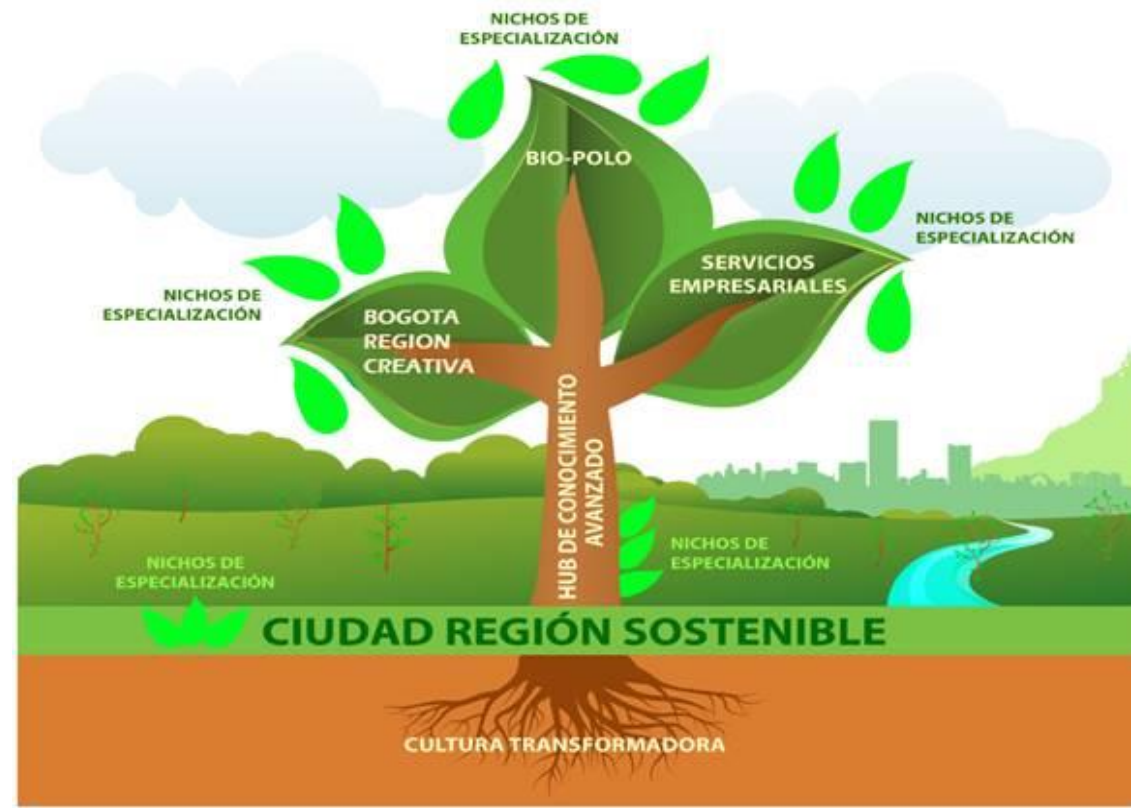 NICHOS DE
ESPECIALIZACIÓN
BIO-POLO
NICHOS DE
ESPECIALIZACIÓN
SERVICIOS
EMPRESARIALES
NICHOS DE
ESPECIALIZACIÓN
BOGOTA
REGION
CREATIVA
HUB DE CONOCIMIENTO
AVANZADO
NICHOS DE
ESPECIALIZACIÓN
NICHOS DE
ESPECIALIZACIÓN
CIUDAD REGIÓN SOSTENIBLE
CULTURA TRANSFORMADORA